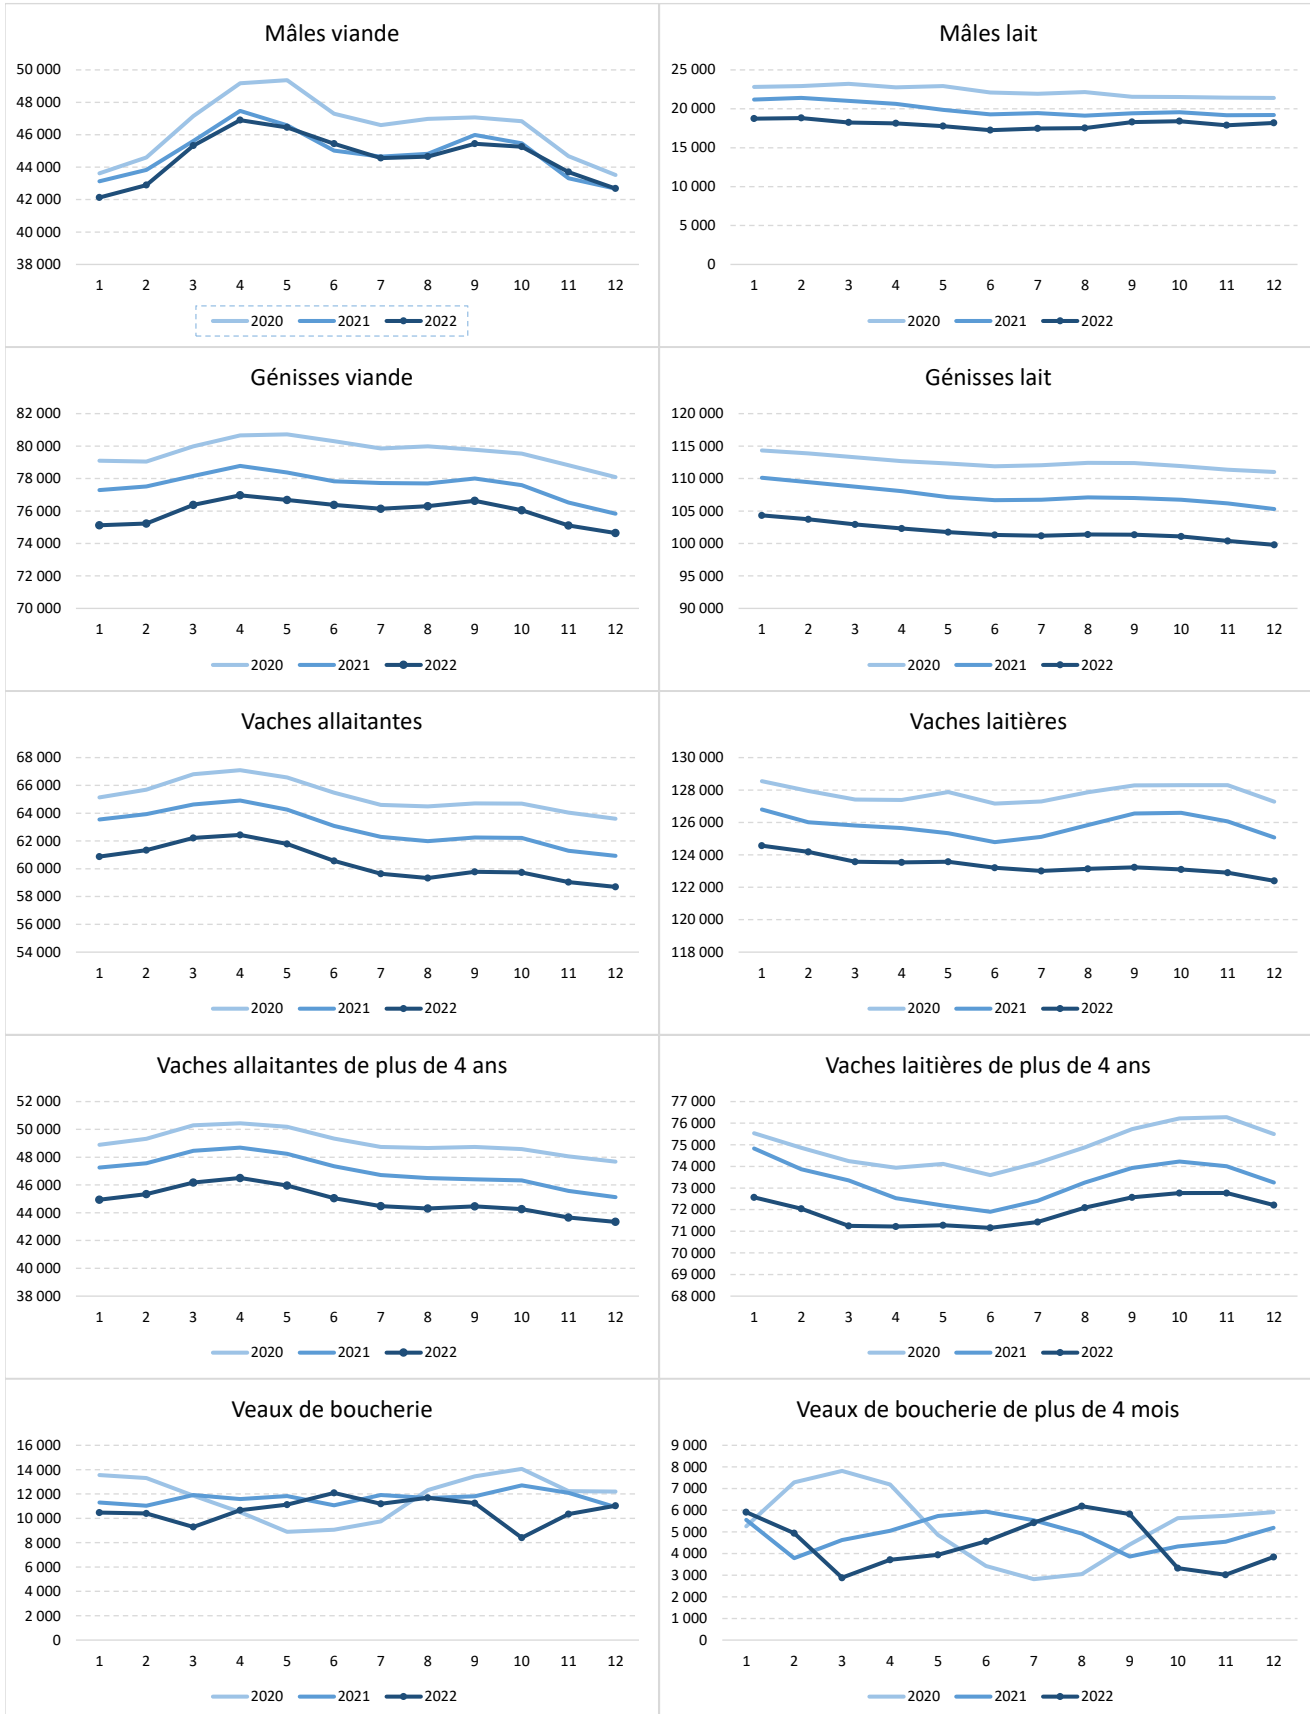 Mâles viande
50 000
48 000
46 000
44 000
42 000
40 000
38 000
1 2 3 4 5 6 7 8 9 10 11 12
2020 2021 2022
Mâles lait
25 000
20 000
15 000
10 000
5 000
0
1 2 3 4 5 6 7 8 9 10 11 12
2020 2021 2022
Génisses viande
82 000
80 000
78 000
76 000
74 000
72 000
70 000
1 2 3 4 5 6 7 8 9 10 11 12
2020 2021 2022
Génisses lait
120 000
115 000
110 000
105 000
100 000
95 000
90 000
1 2 3 4 5 6 7 8 9 10 11 12
2020 2021 2022
Vaches allaitantes
68 000
66 000
64 000
62 000
60 000
58 000
56 000
54 000
1 2 3 4 5 6 7 8 9 10 11 12
2020 2021 2022
Vaches laitières
130 000
128 000
126 000
124 000
122 000
120 000
118 000
1 2 3 4 5 6 7 8 9 10 11 12
2020 2021 2022
Vaches allaitantes de plus de 4 ans
52 000
50 000
48 000
46 000
44 000
42 000
40 000
38 000
1 2 3 4 5 6 7 8 9 10 11 12
2020 2021 2022
Vaches laitières de plus de 4 ans
77 000
76 000
75 000
74 000
73 000
72 000
71 000
70 000
69 000
68 000
1 2 3 4 5 6 7 8 9 10 11 12
2020 2021 2022
Veaux de boucherie
16 000
14 000
12 000
10 000
8 000
6 000
4 000
2 000
0
1 2 3 4 5 6 7 8 9 10 11 12
2020 2021 2022
Veaux de boucherie de plus de 4 mois
9 000
8 000
7 000
6 000
5 000
4 000
3 000
2 000
1 000
0
1 2 3 4 5 6 7 8 9 10 11 12
2020 2021 2022